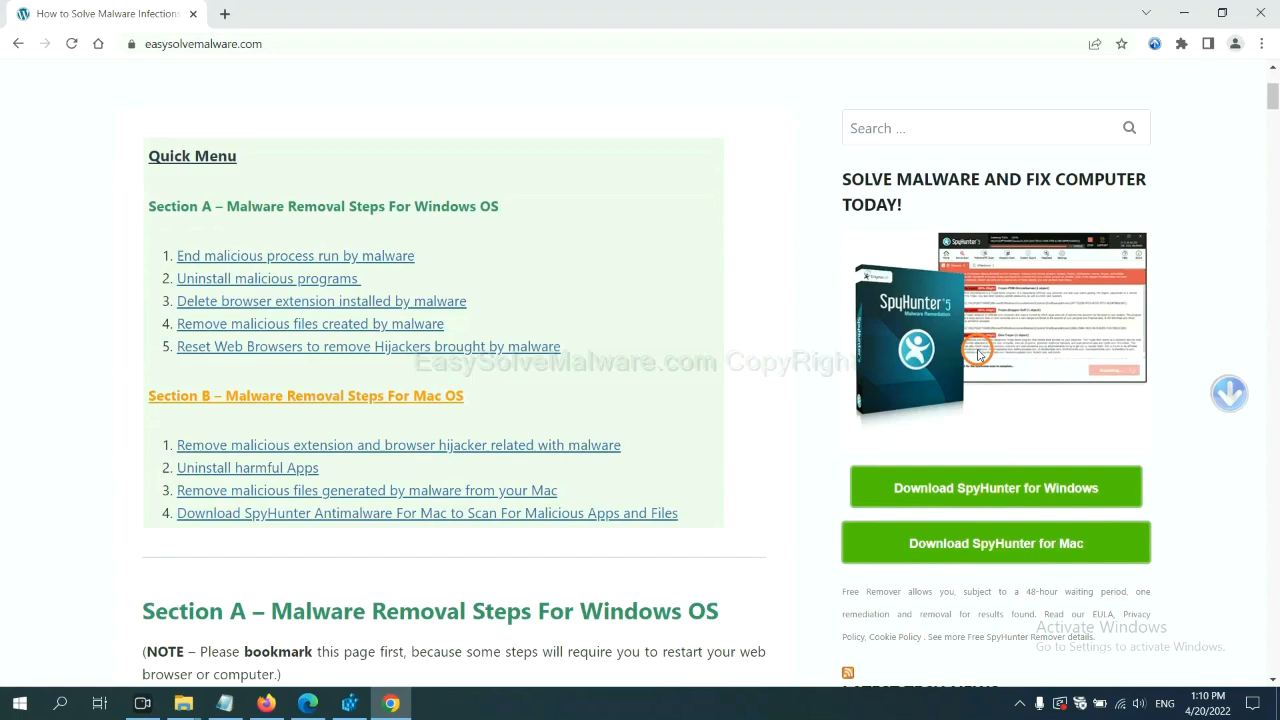 How to Solve Malware Infections
easysolvemalware.com
Quick Menu
Section A – Malware Removal Steps For Windows OS
1. End malicious process run by malware
2. Uninstall malicious programs
3. Delete browser extension installed by malware
4. Remove malicious files created by malware
5. Reset Web Browser to remove Hijackers brought by malware
Section B – Malware Removal Steps For Mac OS
1. Remove malicious extension and browser hijacker related with malware
2. Uninstall harmful Apps
3. Remove malicious files generated by malware from your Mac
4. Download SpyHunter Antimalware For Mac to Scan For Malicious Apps and Files
Section A – Malware Removal Steps For Windows OS
(NOTE – Please bookmark this page first, because some steps will require you to restart your web
browser or computer.)
Search ...
SOLVE MALWARE AND FIX COMPUTER
TODAY!
SpyHunter 5
Malware Remediation
Download SpyHunter for Windows
Download SpyHunter for Mac
Free Remover allows you, subject to a 48-hour waiting period, one
remediation and removal for results found. Read our EULA, Privacy
Policy, Cookie Policy . See more Free SpyHunter Remover details.
Activate Windows
Go to Settings to activate Windows.
LATEST TECH NEWS
ENG
1:10 PM
4/20/2022